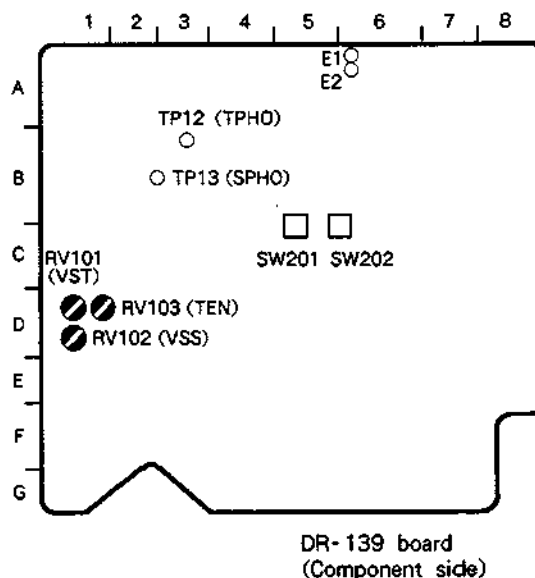 1 2 3 4 5 6 7 8
A
E1
E2
TP12 (TPHO)
B
TP13 (SPHO)
C
SW201 SW202
RV101
(VST)
D
RV103 (TEN)
RV102 (VSS)
E
F
G
DR-139 board
(Component side)